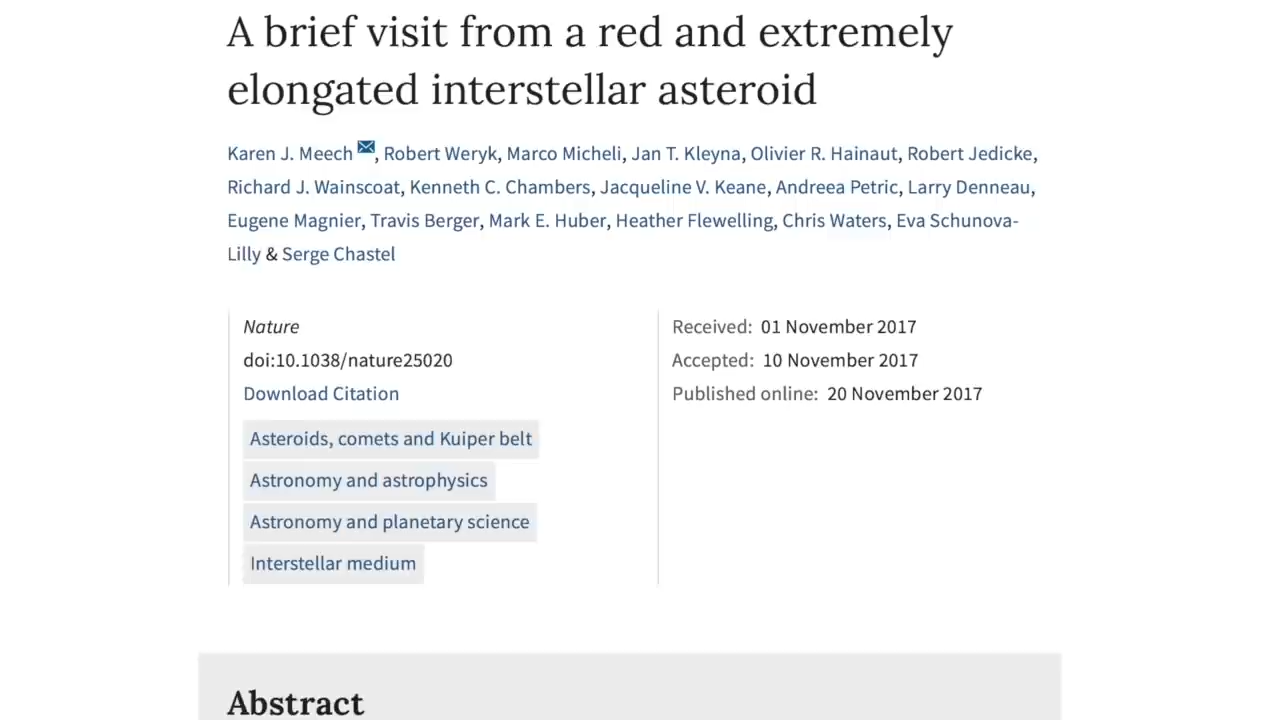 A brief visit from a red and extremely
elongated interstellar asteroid
Karen J. Meech, Robert Weryk, Marco Micheli, Jan T. Kleyna, Olivier R. Hainaut, Robert Jedicke,
Richard J. Wainscoat, Kenneth C. Chambers, Jacqueline V. Keane, Andreea Petric, Larry Denneau,
Eugene Magnier, Travis Berger, Mark E. Huber, Heather Flewelling, Chris Waters, Eva Schunova-
Lilly & Serge Chastel
Nature
doi:10.1038/nature25020
Download Citation
Asteroids, comets and Kuiper belt
Astronomy and astrophysics
Astronomy and planetary science
Interstellar medium
Received: 01 November 2017
Accepted: 10 November 2017
Published online: 20 November 2017
Abstract